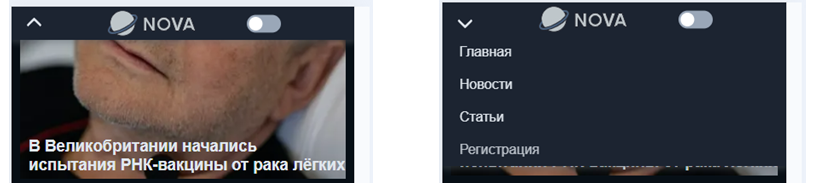 NOVA
В Великобритании начались
испытания РНК-вакцины от рака лёгких
NOVA
Главная
Новости
Статьи
Регистрация